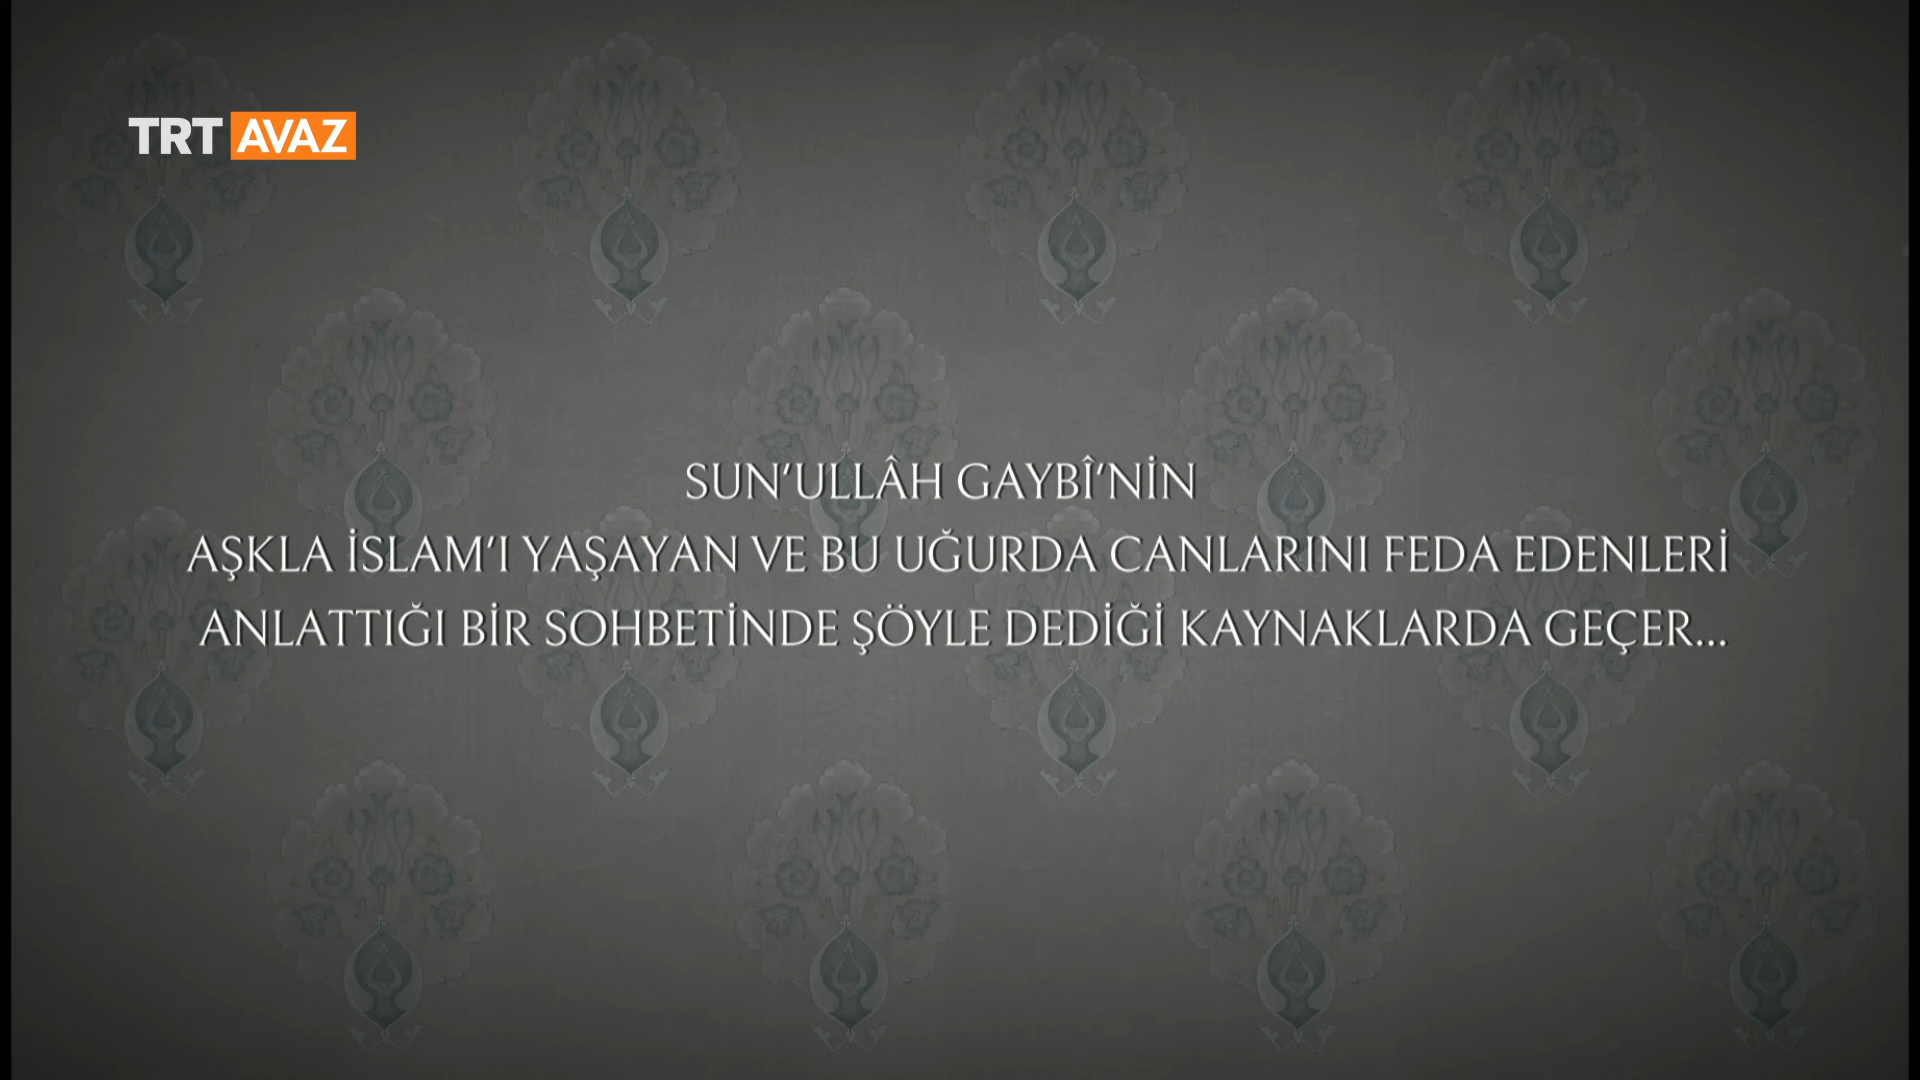 TRT AVAZ
SUN'ULLÂH GAYBÎ'NİN
AŞKLA İSLAM'I YAŞAYAN VE BU UĞURDA CANLARINI FEDA EDENLERİ
ANLATTIĞI BİR SOHBETİNDE ŞÖYLE DEDİĞİ KAYNAKLARDA GEÇER...